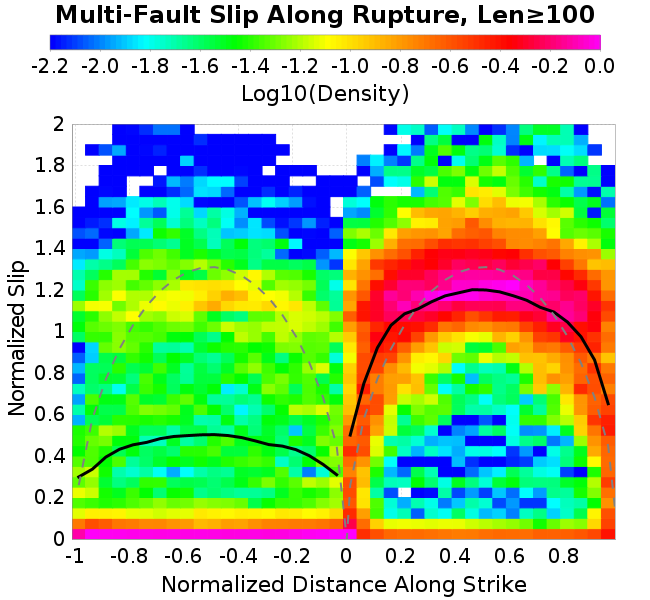 Multi-Fault Slip Along Rupture, Len≥100
-2.2 -2.0 -1.8 -1.6 -1.4 -1.2 -1.0 -0.8 -0.6 -0.4 -0.2 0.0
Log10(Density)
2
1.8
1.6
1.4
1.2
1
0.8
0.6
0.4
0.2
0
Normalized Slip
-1 -0.8 -0.6 -0.4 -0.2 0 0.2 0.4 0.6 0.8
Normalized Distance Along Strike